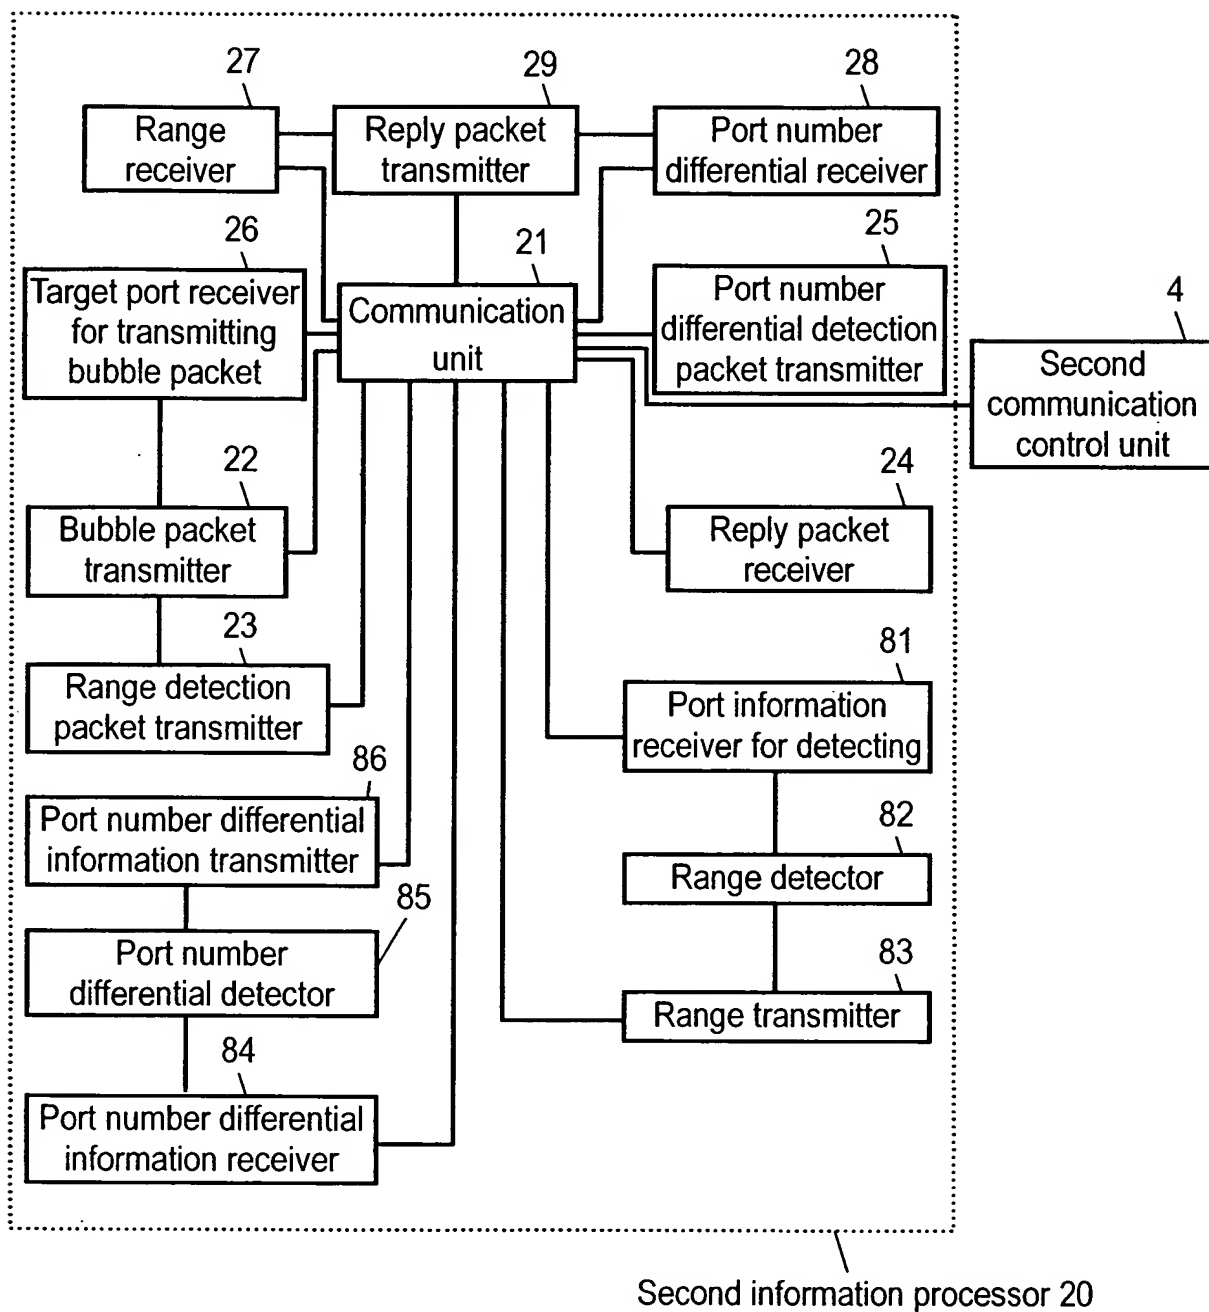 27
Range
receiver
29
Reply packet
transmitter
28
Port number
differential receiver
26
Target port receiver
for transmitting
bubble packet
21
Communication
unit
25
Port number
differential detection
packet transmitter
4
Second
communication
control unit
22
Bubble packet
transmitter
24
Reply packet
receiver
23
Range detection
packet transmitter
81
Port information
receiver for detecting
86
Port number differential
information transmitter
82
Range detector
85
Port number
differential detector
83
Range transmitter
84
Port number differential
information receiver
Second information processor 20